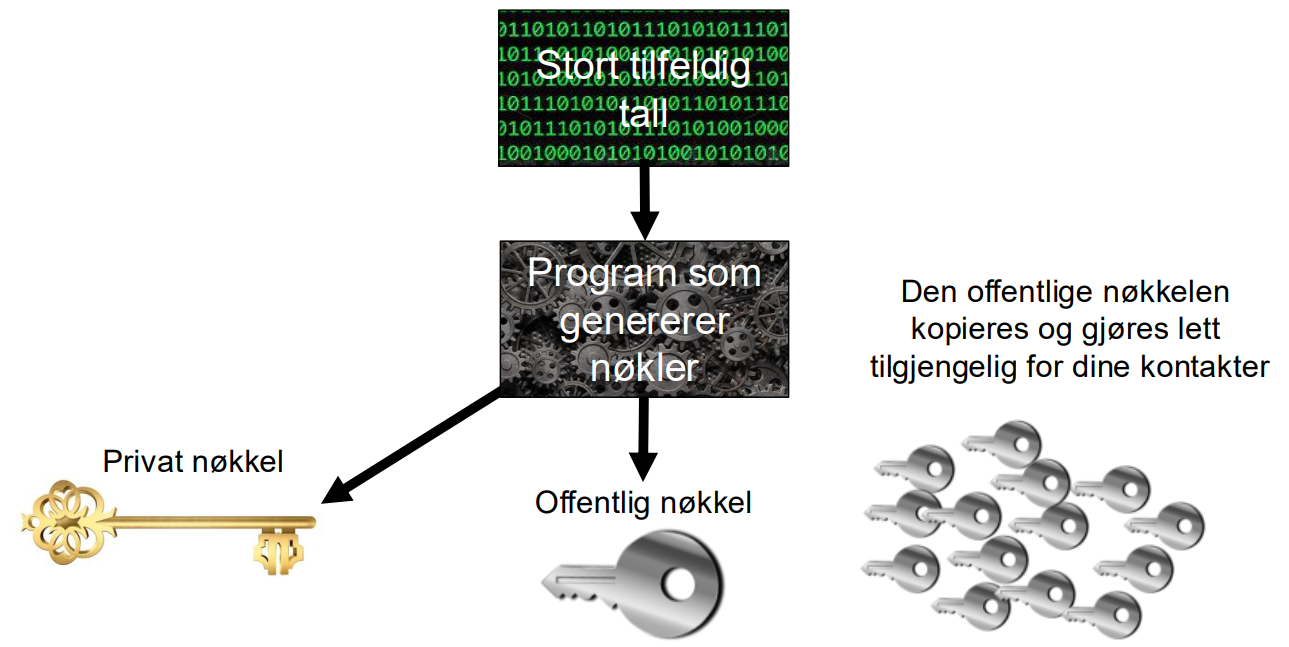 Stort tilfeldig
tall
Program som
genererer
nøkler
Den offentlige nøkkelen
kopieres og gjøres lett
tilgjengelig for dine kontakter
Privat nøkkel
Offentlig nøkkel